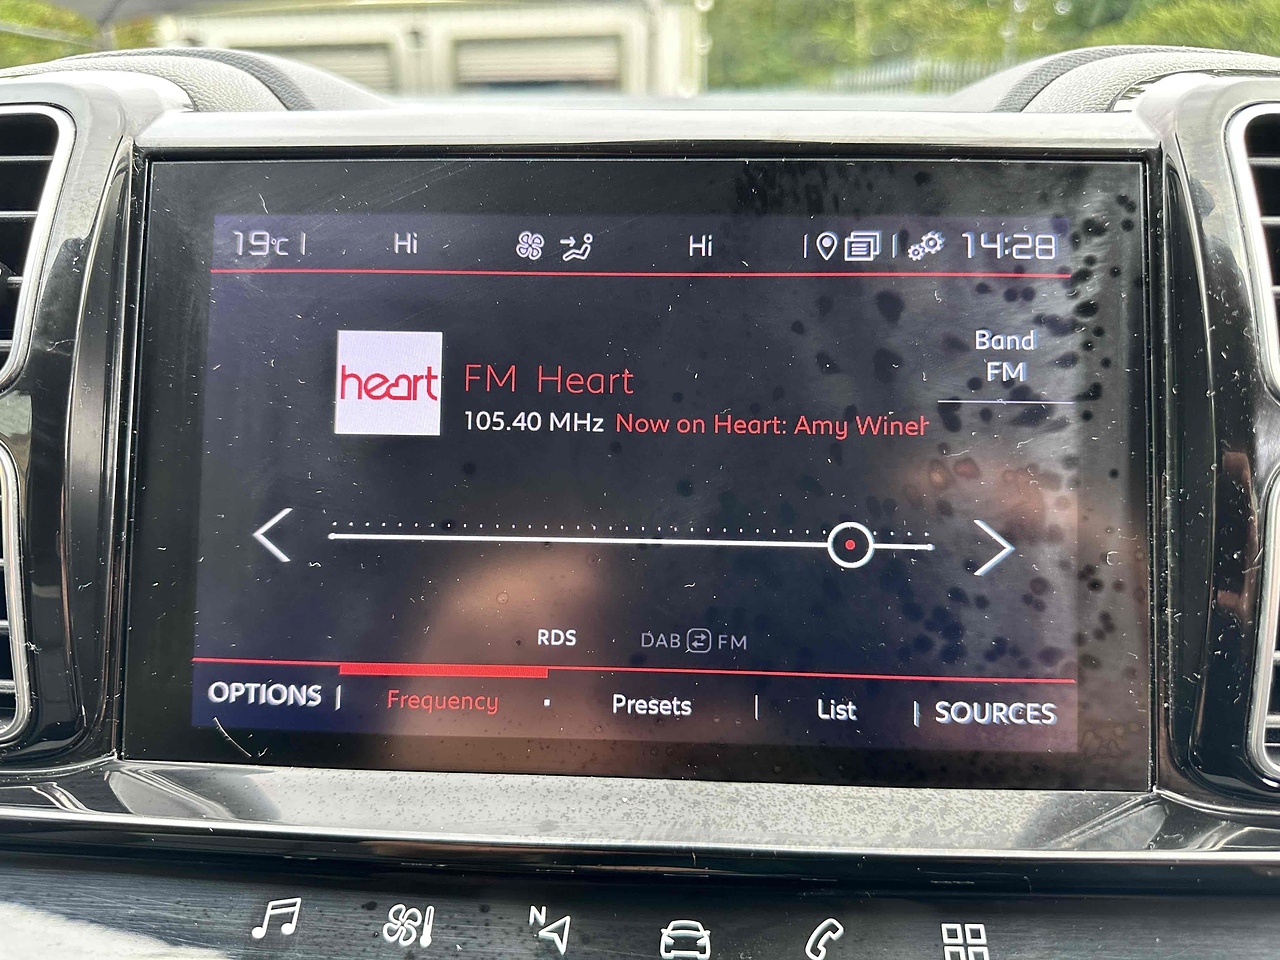 19°C | Hi Hi 14:28
heart
FM Heart
105.40 MHz Now on Heart: Amy Wineh
Band
FM
RDS DAB FM
OPTIONS | Frequency · Presets | List | SOURCES
N